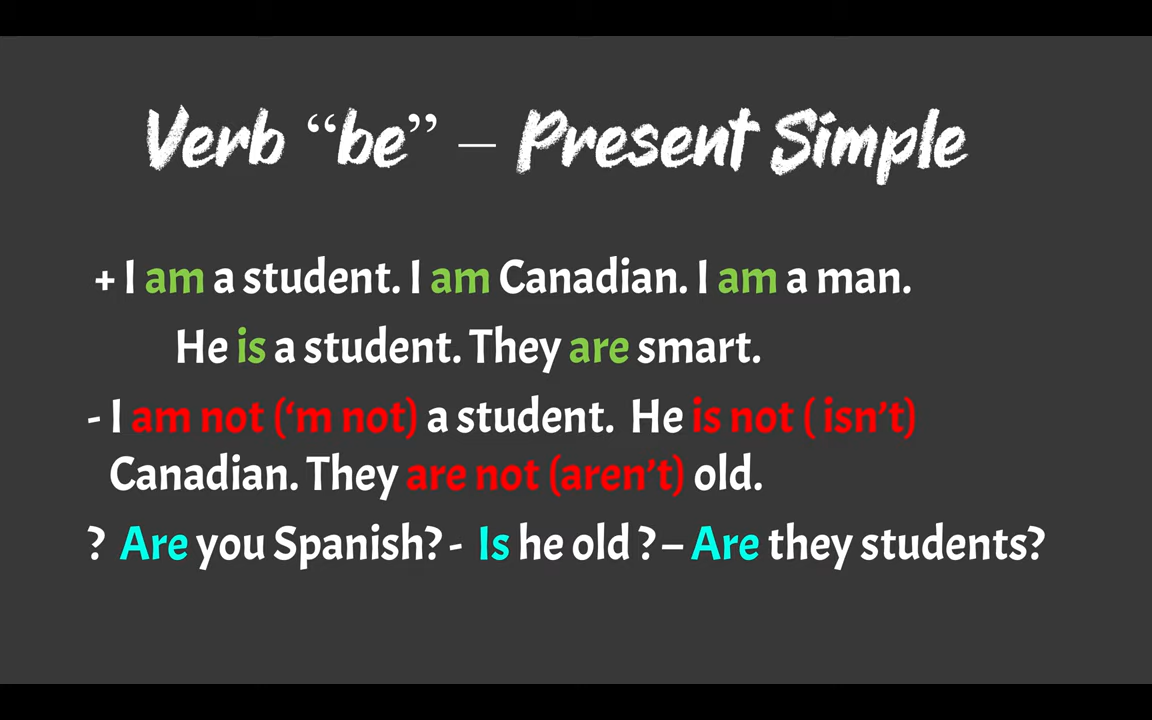 Verb “be” – Present Simple
+ I am a student. I am Canadian. I am a man.
He is a student. They are smart.
- I am not (‘m not) a student.  He is not ( isn’t)
Canadian. They are not (aren’t) old.
?  Are you Spanish? -  Is he old ? – Are they students?